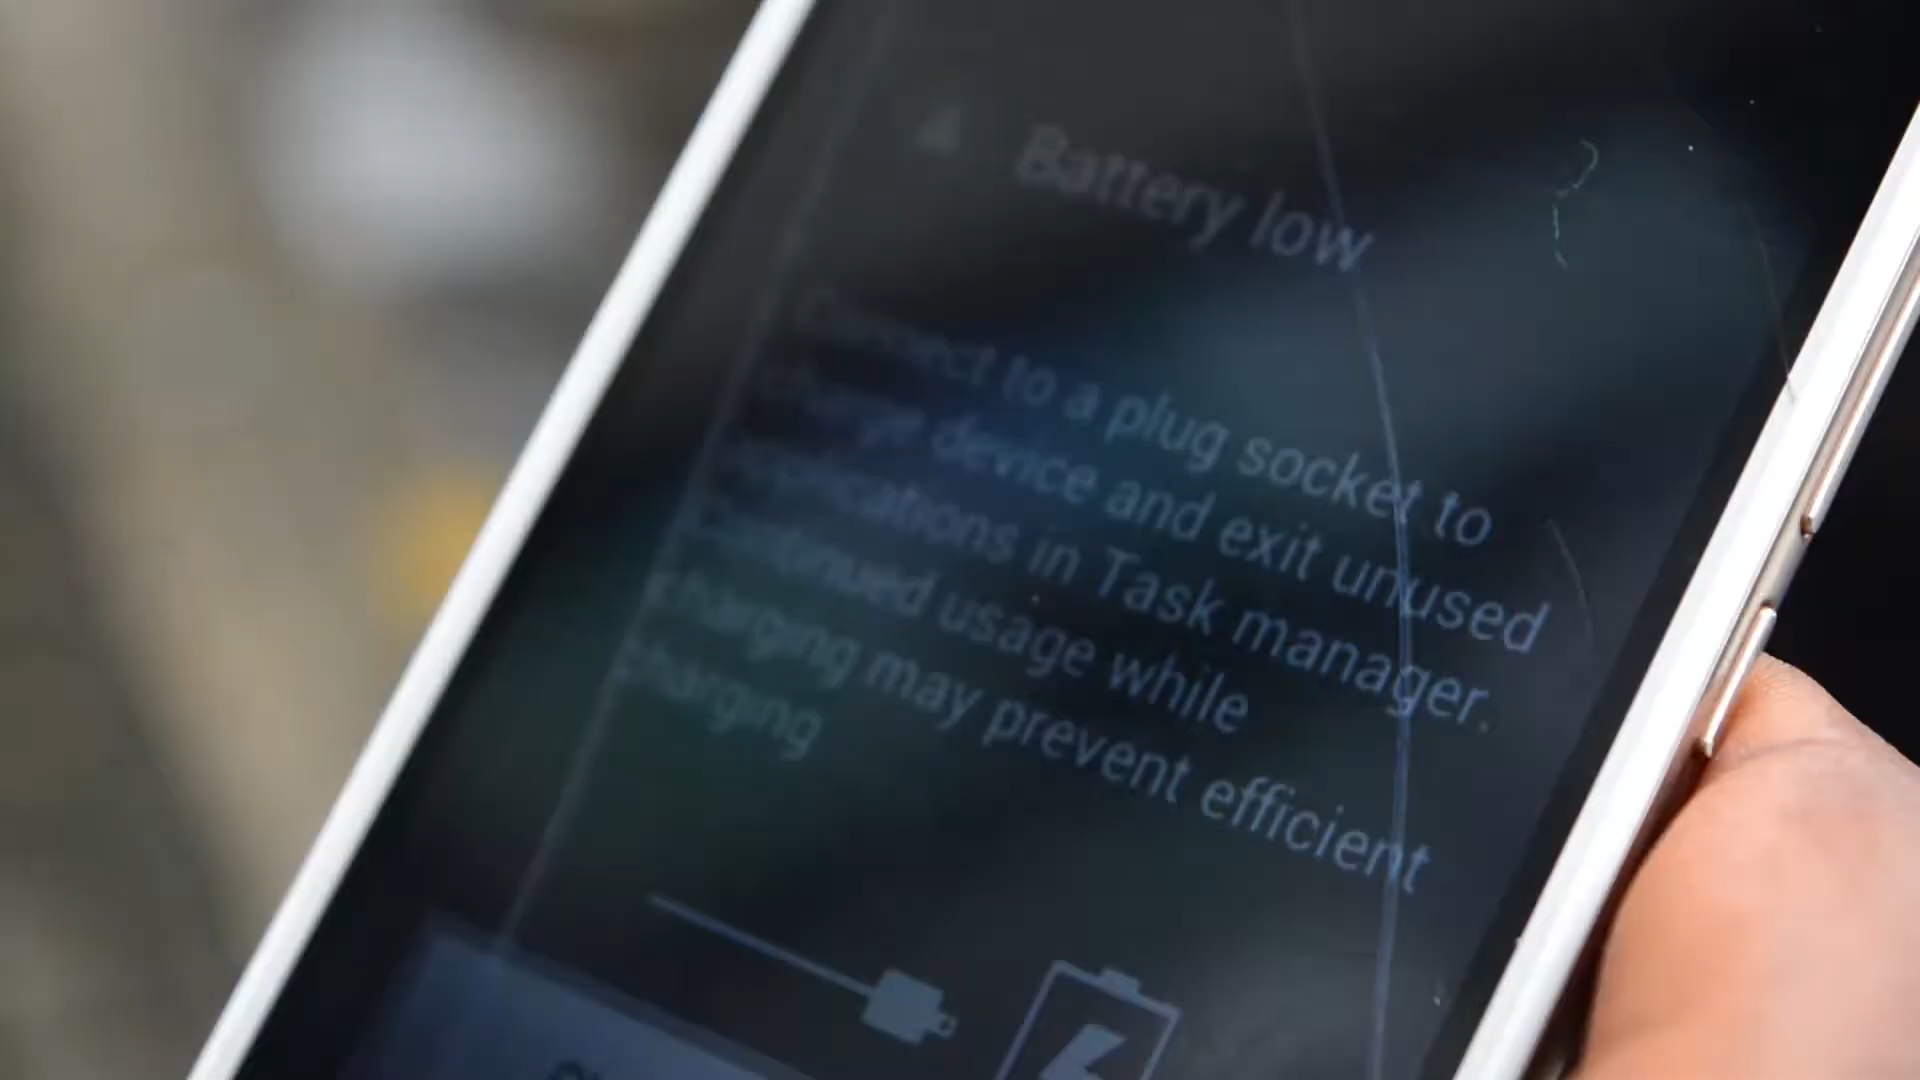 Battery low
Connect to a plug socket to
charge device and exit unused
applications in Task manager.
Continued usage while
charging may prevent efficient
charging